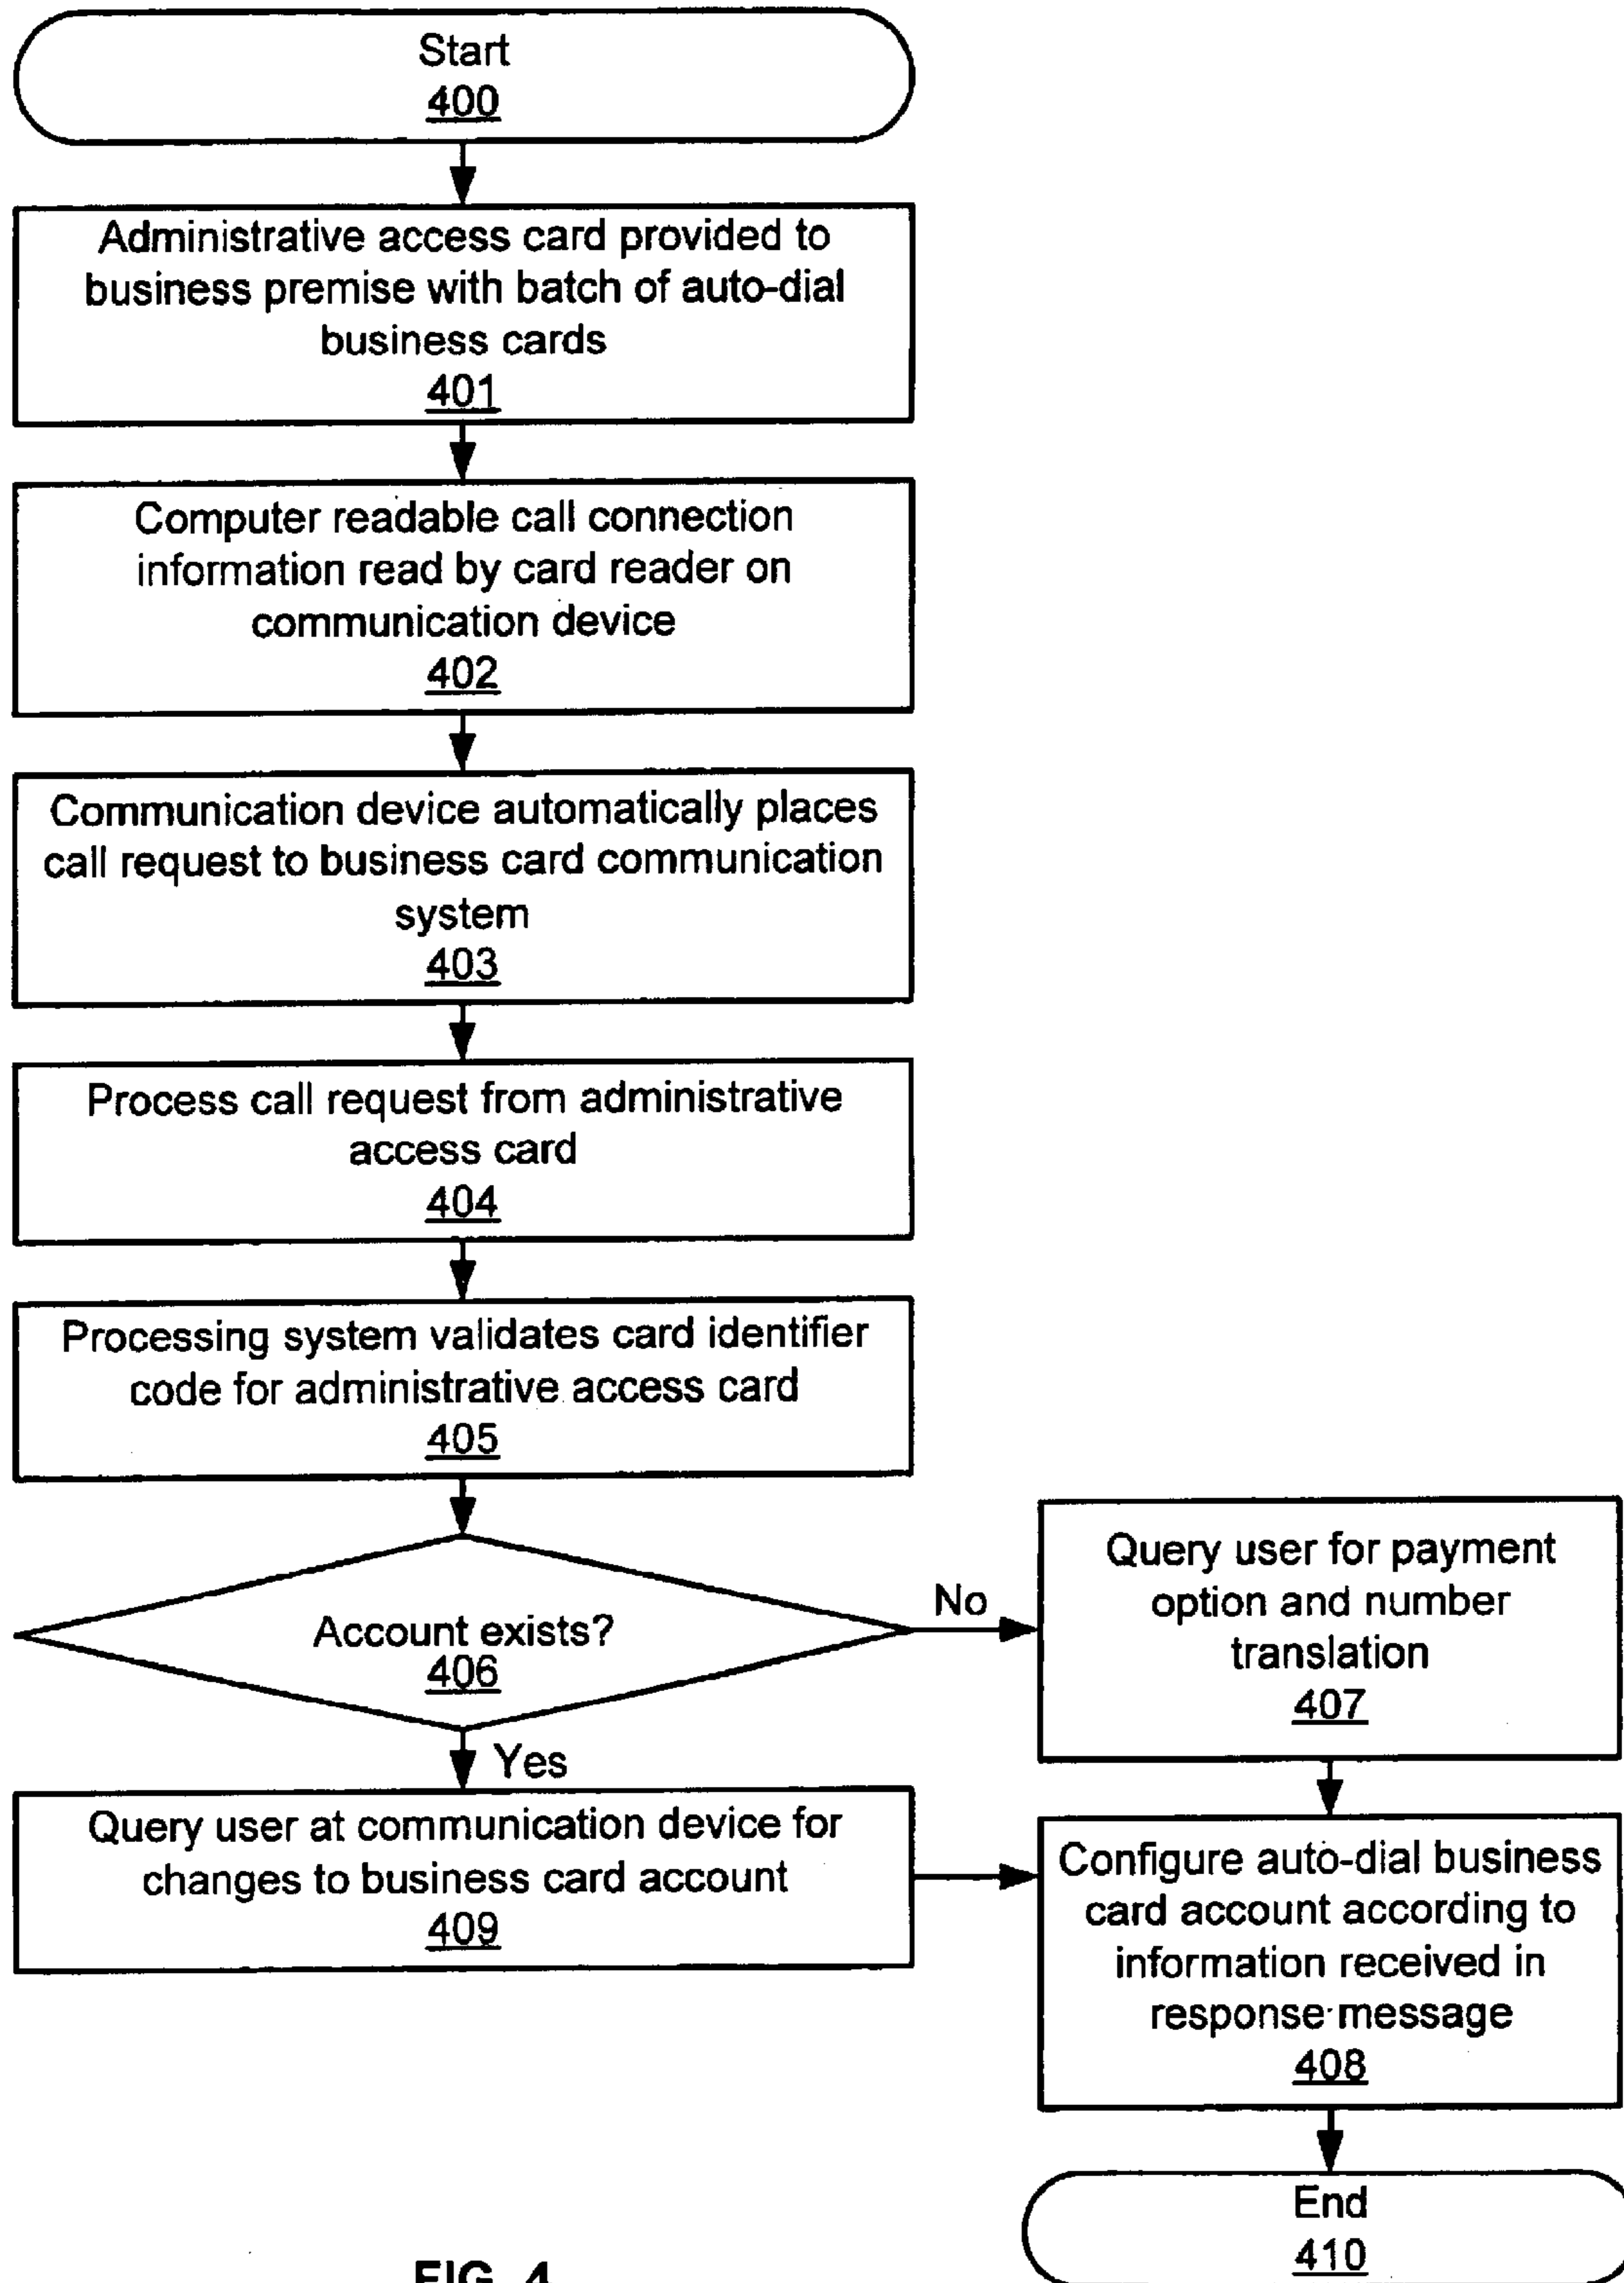 Start
400
Administrative access card provided to
business premise with batch of auto-dial
business cards
401
Computer readable call connection
information read by card reader on
communication device
402
Communication device automatically places
call request to business card communication
system
403
Process call request from administrative
access card
404
Processing system validates card identifier
code for administrative access card
405
Account exists?
406
No
Query user for payment
option and number
translation
407
Yes
Query user at communication device for
changes to business card account
409
Configure auto-dial business
card account according to
information received in
response message
408
End
410
FIG. 4